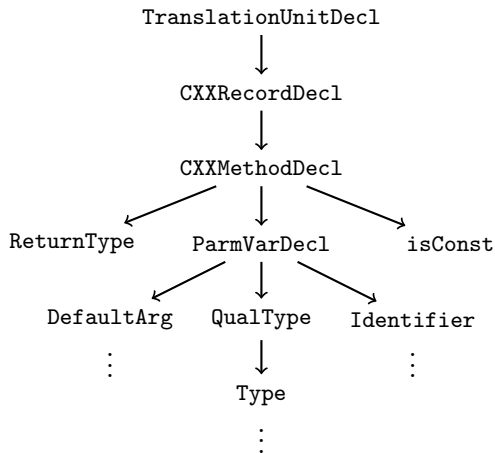 TranslationUnitDecl
CXXRecordDecl
CXXMethodDecl
ReturnType ParmVarDecl isConst
DefaultArg QualType Identifier
Type